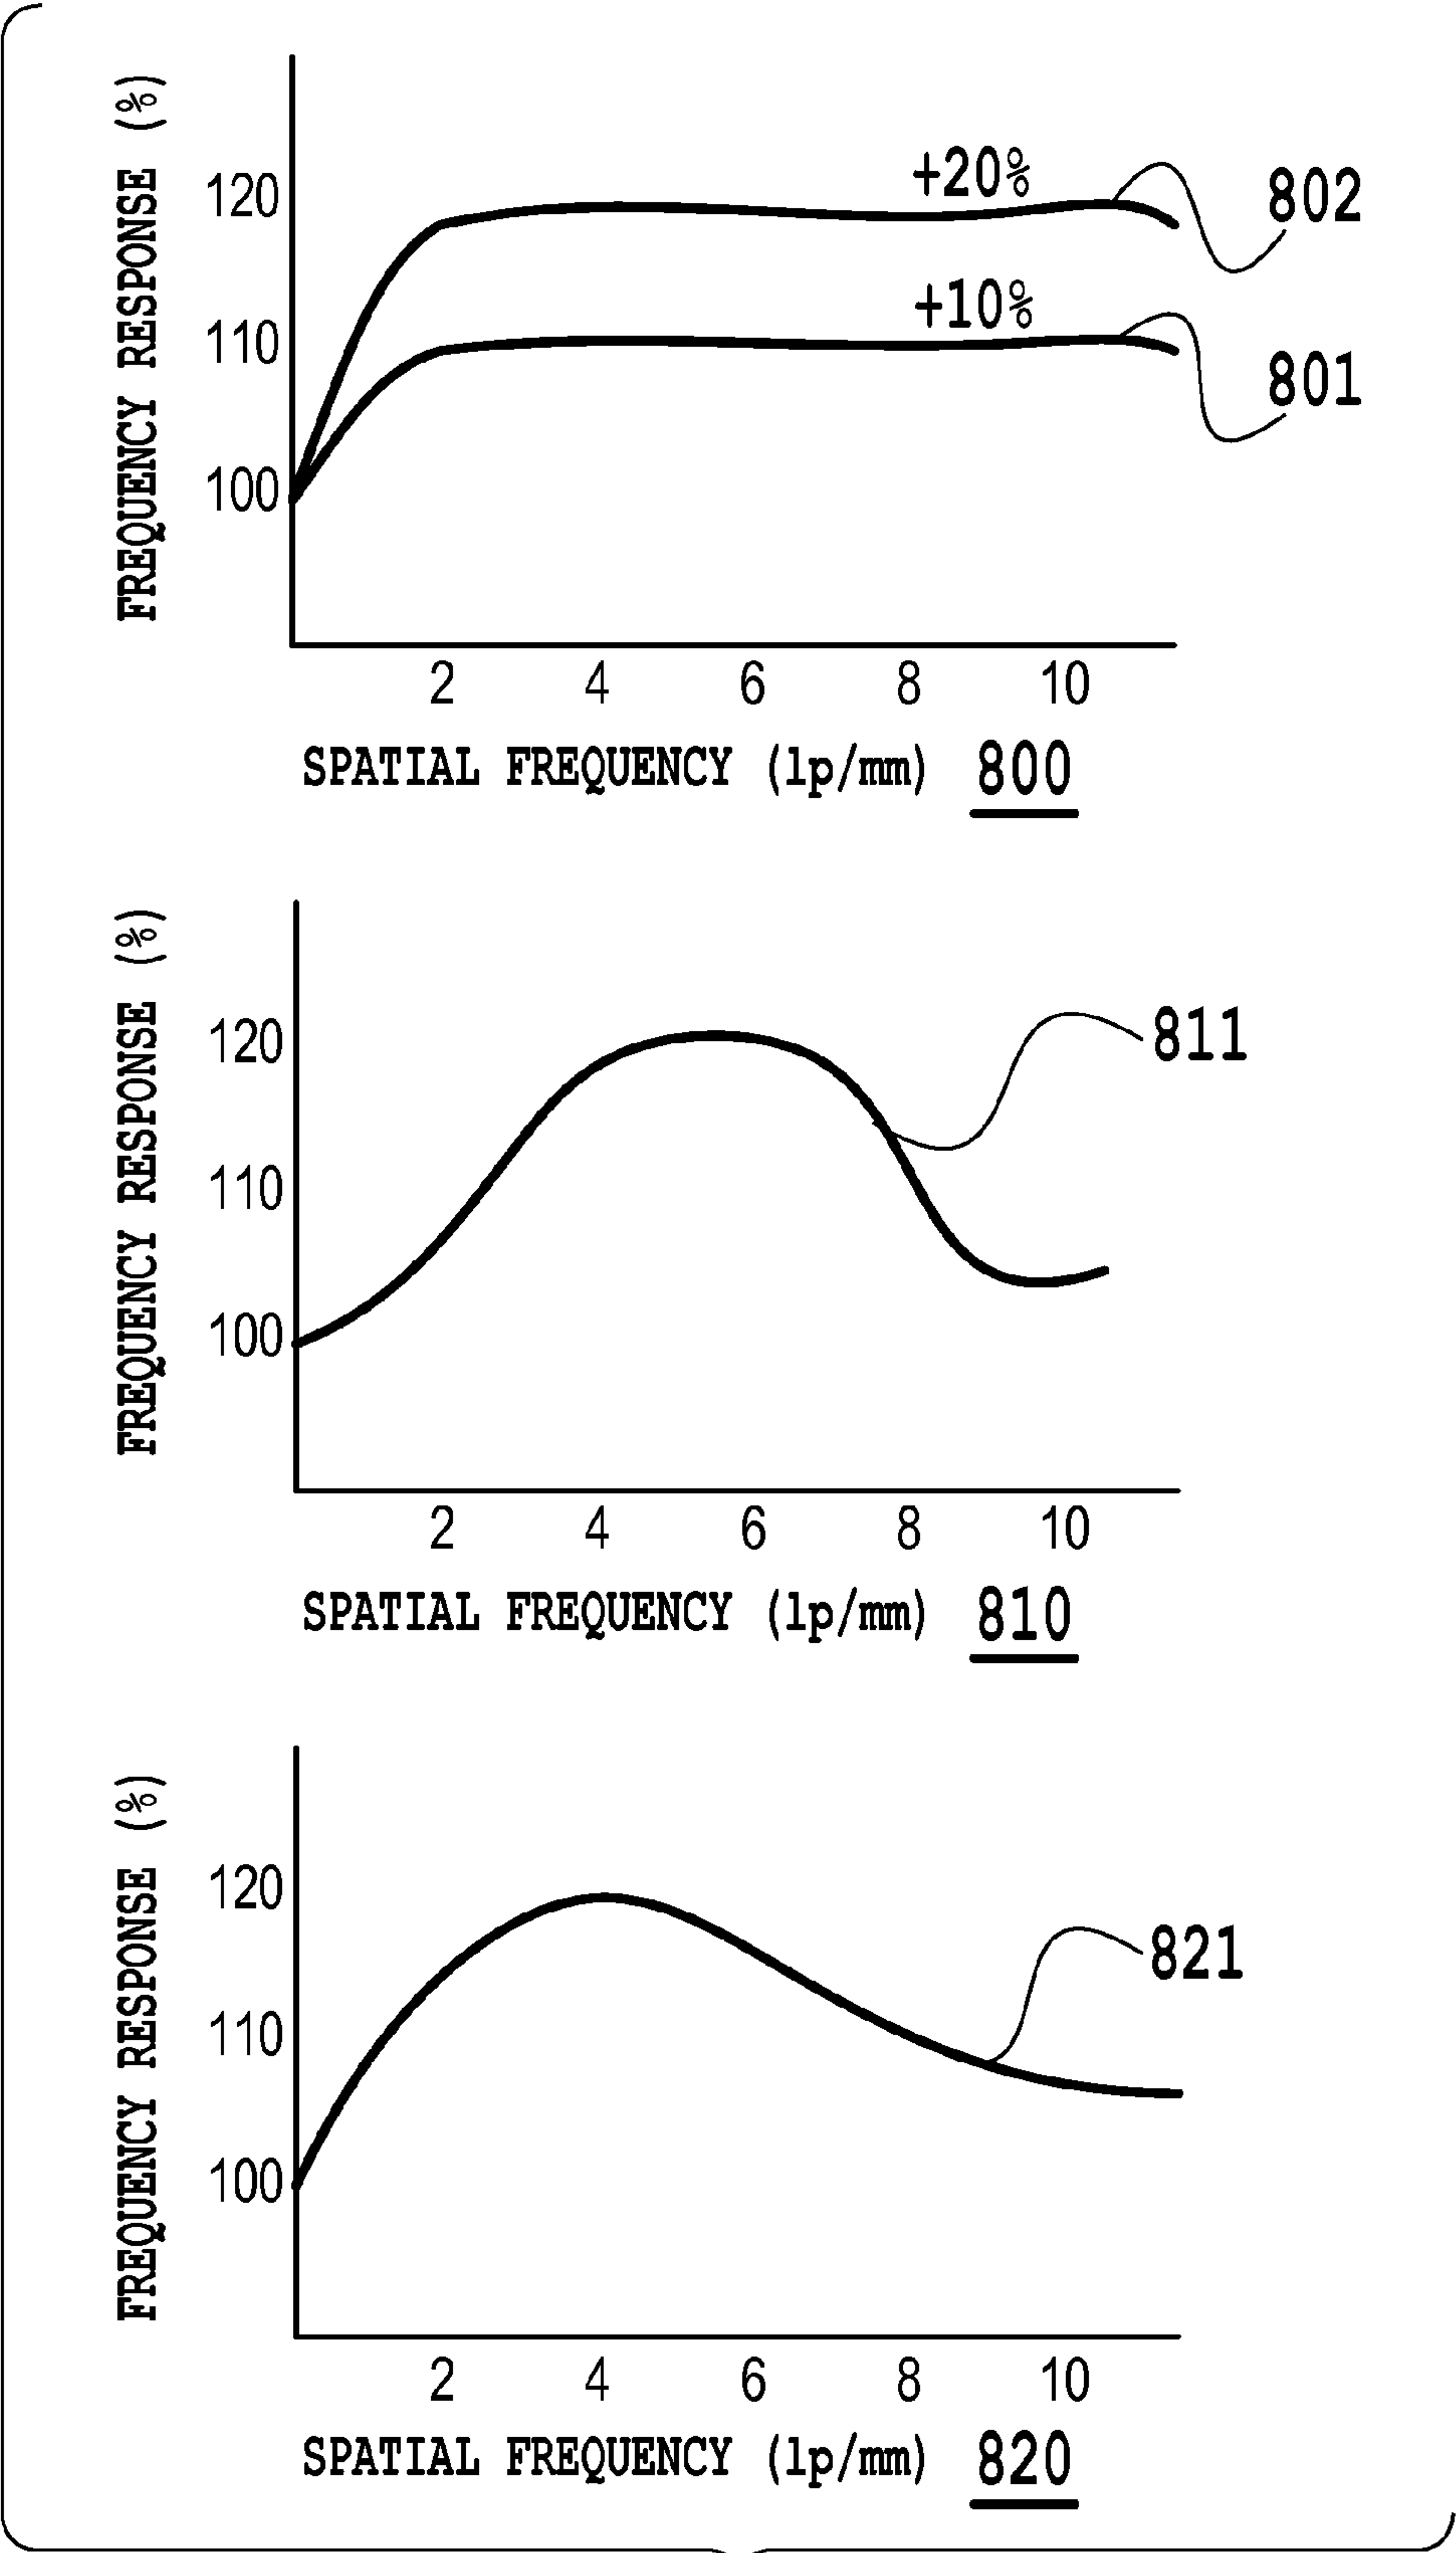 FREQUENCY RESPONSE (%)
120
110
100
+20%
+10%
802
801
2 4 6 8 10
SPATIAL FREQUENCY (lp/mm) 800
FREQUENCY RESPONSE (%)
120
110
100
811
2 4 6 8 10
SPATIAL FREQUENCY (lp/mm) 810
FREQUENCY RESPONSE (%)
120
110
100
821
2 4 6 8 10
SPATIAL FREQUENCY (lp/mm) 820